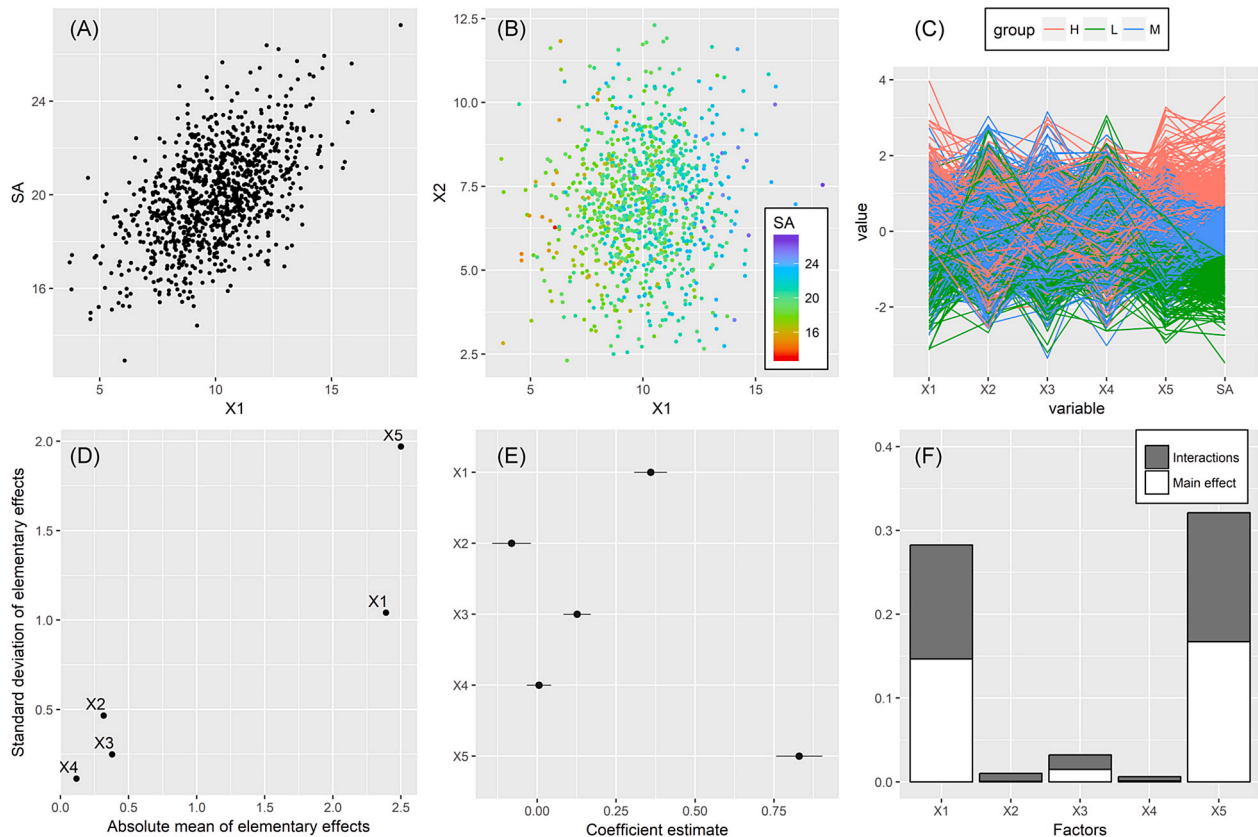 (A)
SA
24
20
16
5
10
15
X1
(B)
X2
12.5
10.0
7.5
5.0
2.5
5
10
15
X1
SA
24
20
16
(C)
group H L M
value
4
2
0
-2
X1 X2 X3 X4 X5 SA
variable
(D)
Standard deviation of elementary effects
2.0
1.5
1.0
0.5
X5
X1
X2
X3
X4
0.0 0.5 1.0 1.5 2.0 2.5
Absolute mean of elementary effects
(E)
X1
X2
X3
X4
X5
0.00 0.25 0.50 0.75
Coefficient estimate
(F)
Interactions
Main effect
0.4
0.3
0.2
0.1
0.0
X1 X2 X3 X4 X5
Factors